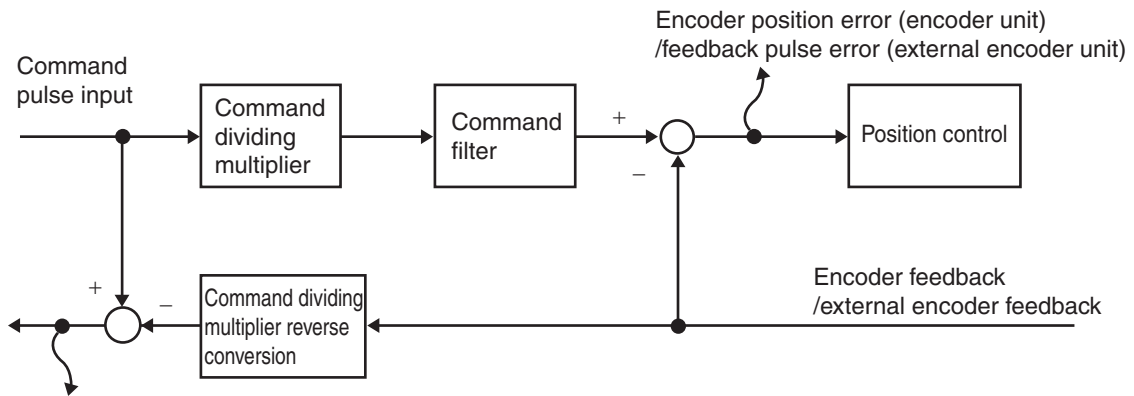 Encoder position error (encoder unit)
/feedback pulse error (external encoder unit)
Command
pulse input
Command
dividing
multiplier
Command
filter
+
−
Position control
Encoder feedback
/external encoder feedback
+
−
Command dividing
multiplier reverse
conversion